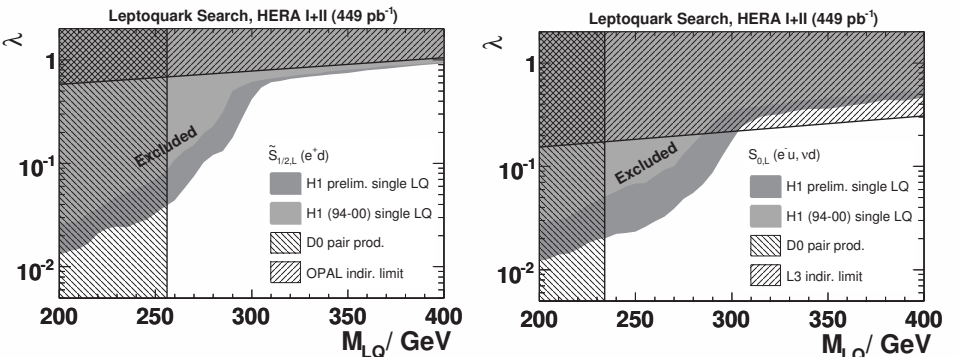 Leptoquark Search, HERA I+II (449 pb⁻¹)
λ
1
10⁻¹
10⁻²
Excluded
S̃1/2,L (e⁺d)
H1 prelim. single LQ
H1 (94-00) single LQ
D0 pair prod.
OPAL indir. limit
200 250 300 350 400
M_LQ/ GeV
Leptoquark Search, HERA I+II (449 pb⁻¹)
λ
1
10⁻¹
10⁻²
Excluded
S0,L (e⁻u, νd)
H1 prelim. single LQ
H1 (94-00) single LQ
D0 pair prod.
L3 indir. limit
200 250 300 350 400
M_LQ/ GeV